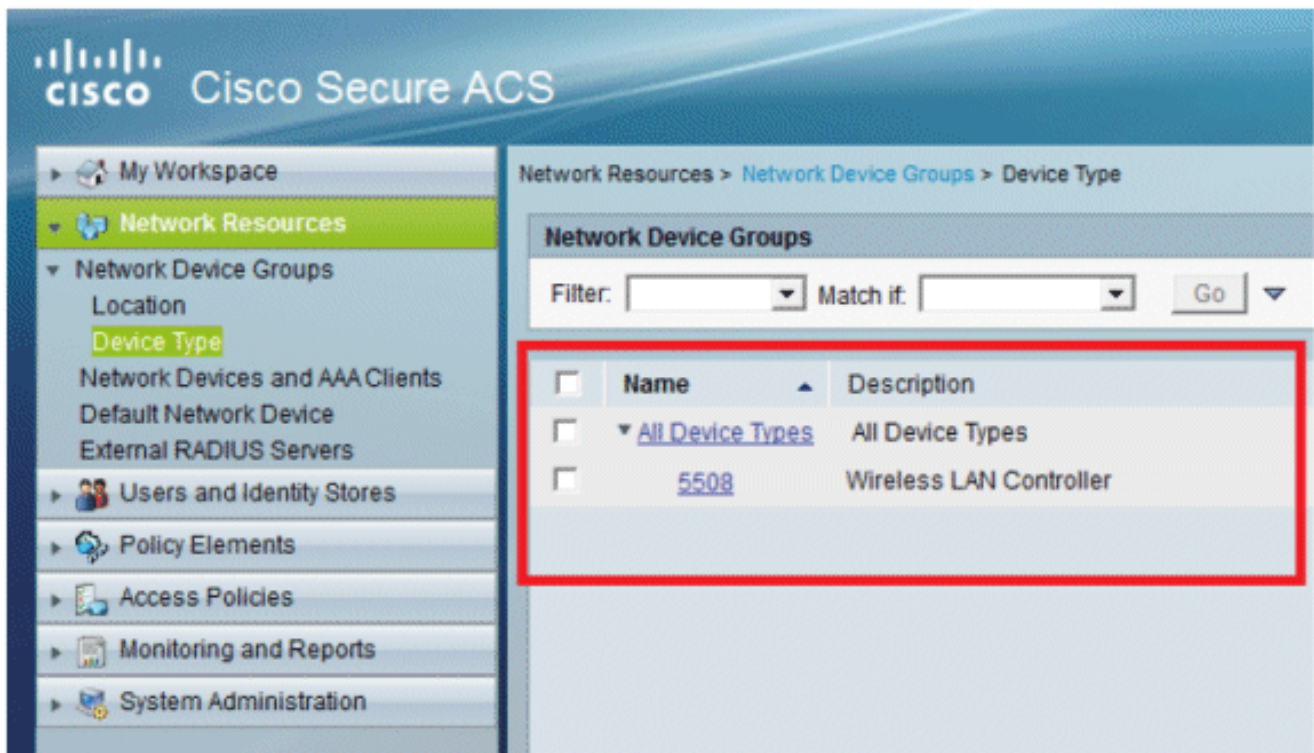 CISCO Cisco Secure ACS
My Workspace
Network Resources
Network Device Groups
Location
Device Type
Network Devices and AAA Clients
Default Network Device
External RADIUS Servers
Users and Identity Stores
Policy Elements
Access Policies
Monitoring and Reports
System Administration
Network Resources > Network Device Groups > Device Type
Network Device Groups
Filter: Match if: Go
Name Description
All Device Types All Device Types
5508 Wireless LAN Controller